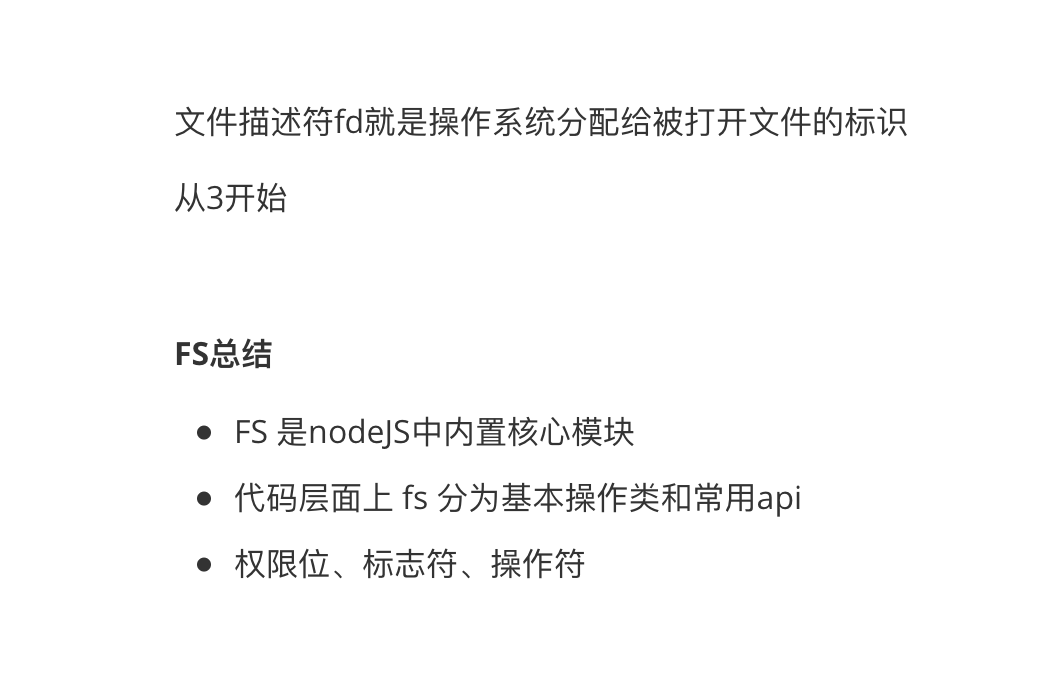 文件描述符fd就是操作系统分配给被打开文件的标识
从3开始
FS总结
● FS 是nodeJS中内置核心模块
● 代码层面上 fs 分为基本操作类和常用api
● 权限位、标志符、操作符